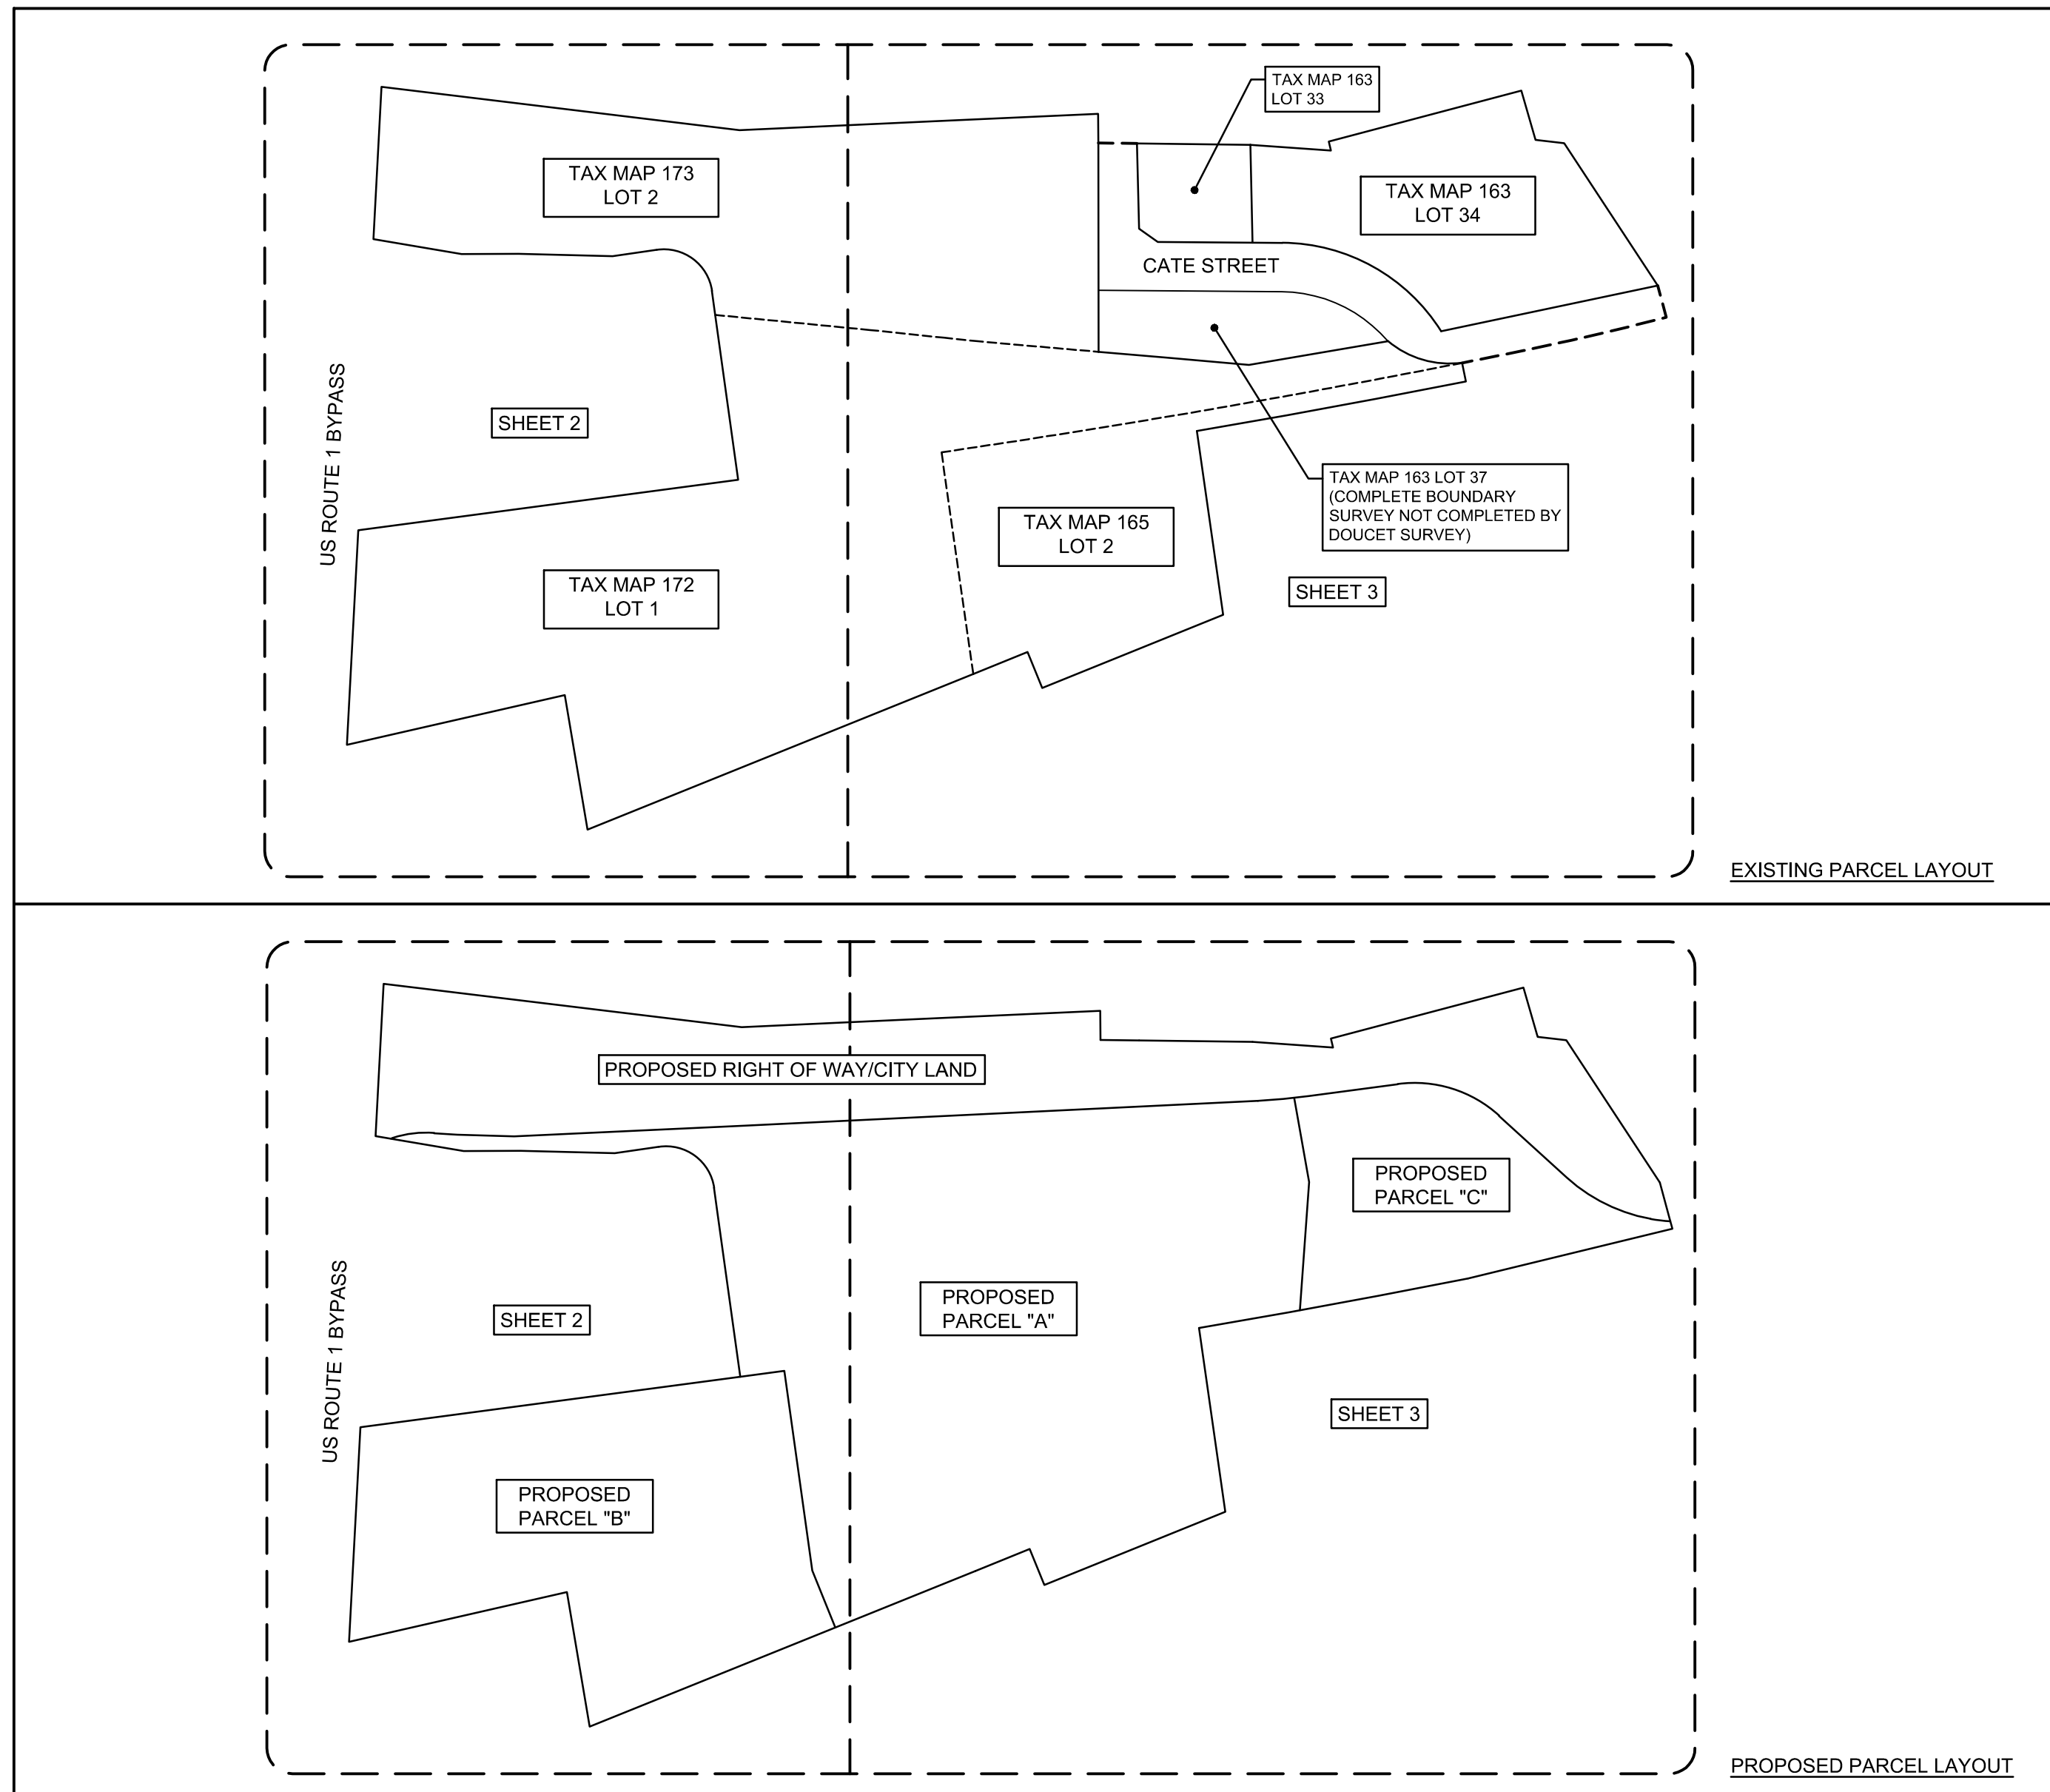 TAX MAP 163
LOT 33
TAX MAP 173
LOT 2
TAX MAP 163
LOT 34
CATE STREET
US ROUTE 1 BYPASS
SHEET 2
TAX MAP 163 LOT 37
(COMPLETE BOUNDARY
SURVEY NOT COMPLETED BY
DOUCET SURVEY)
TAX MAP 165
LOT 2
TAX MAP 172
LOT 1
SHEET 3
EXISTING PARCEL LAYOUT
PROPOSED RIGHT OF WAY/CITY LAND
PROPOSED
PARCEL "C"
US ROUTE 1 BYPASS
SHEET 2
PROPOSED
PARCEL "A"
SHEET 3
PROPOSED
PARCEL "B"
PROPOSED PARCEL LAYOUT